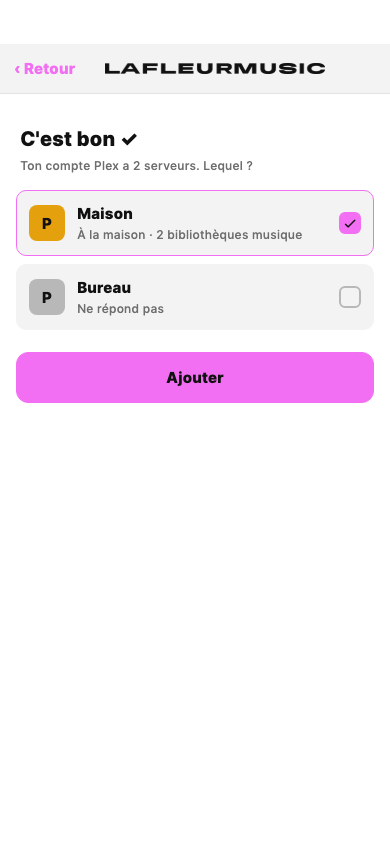 ‹ Retour
LAFLEURMUSIC
C'est bon ✓
Ton compte Plex a 2 serveurs. Lequel ?
P
Maison
À la maison · 2 bibliothèques musique
P
Bureau
Ne répond pas
Ajouter